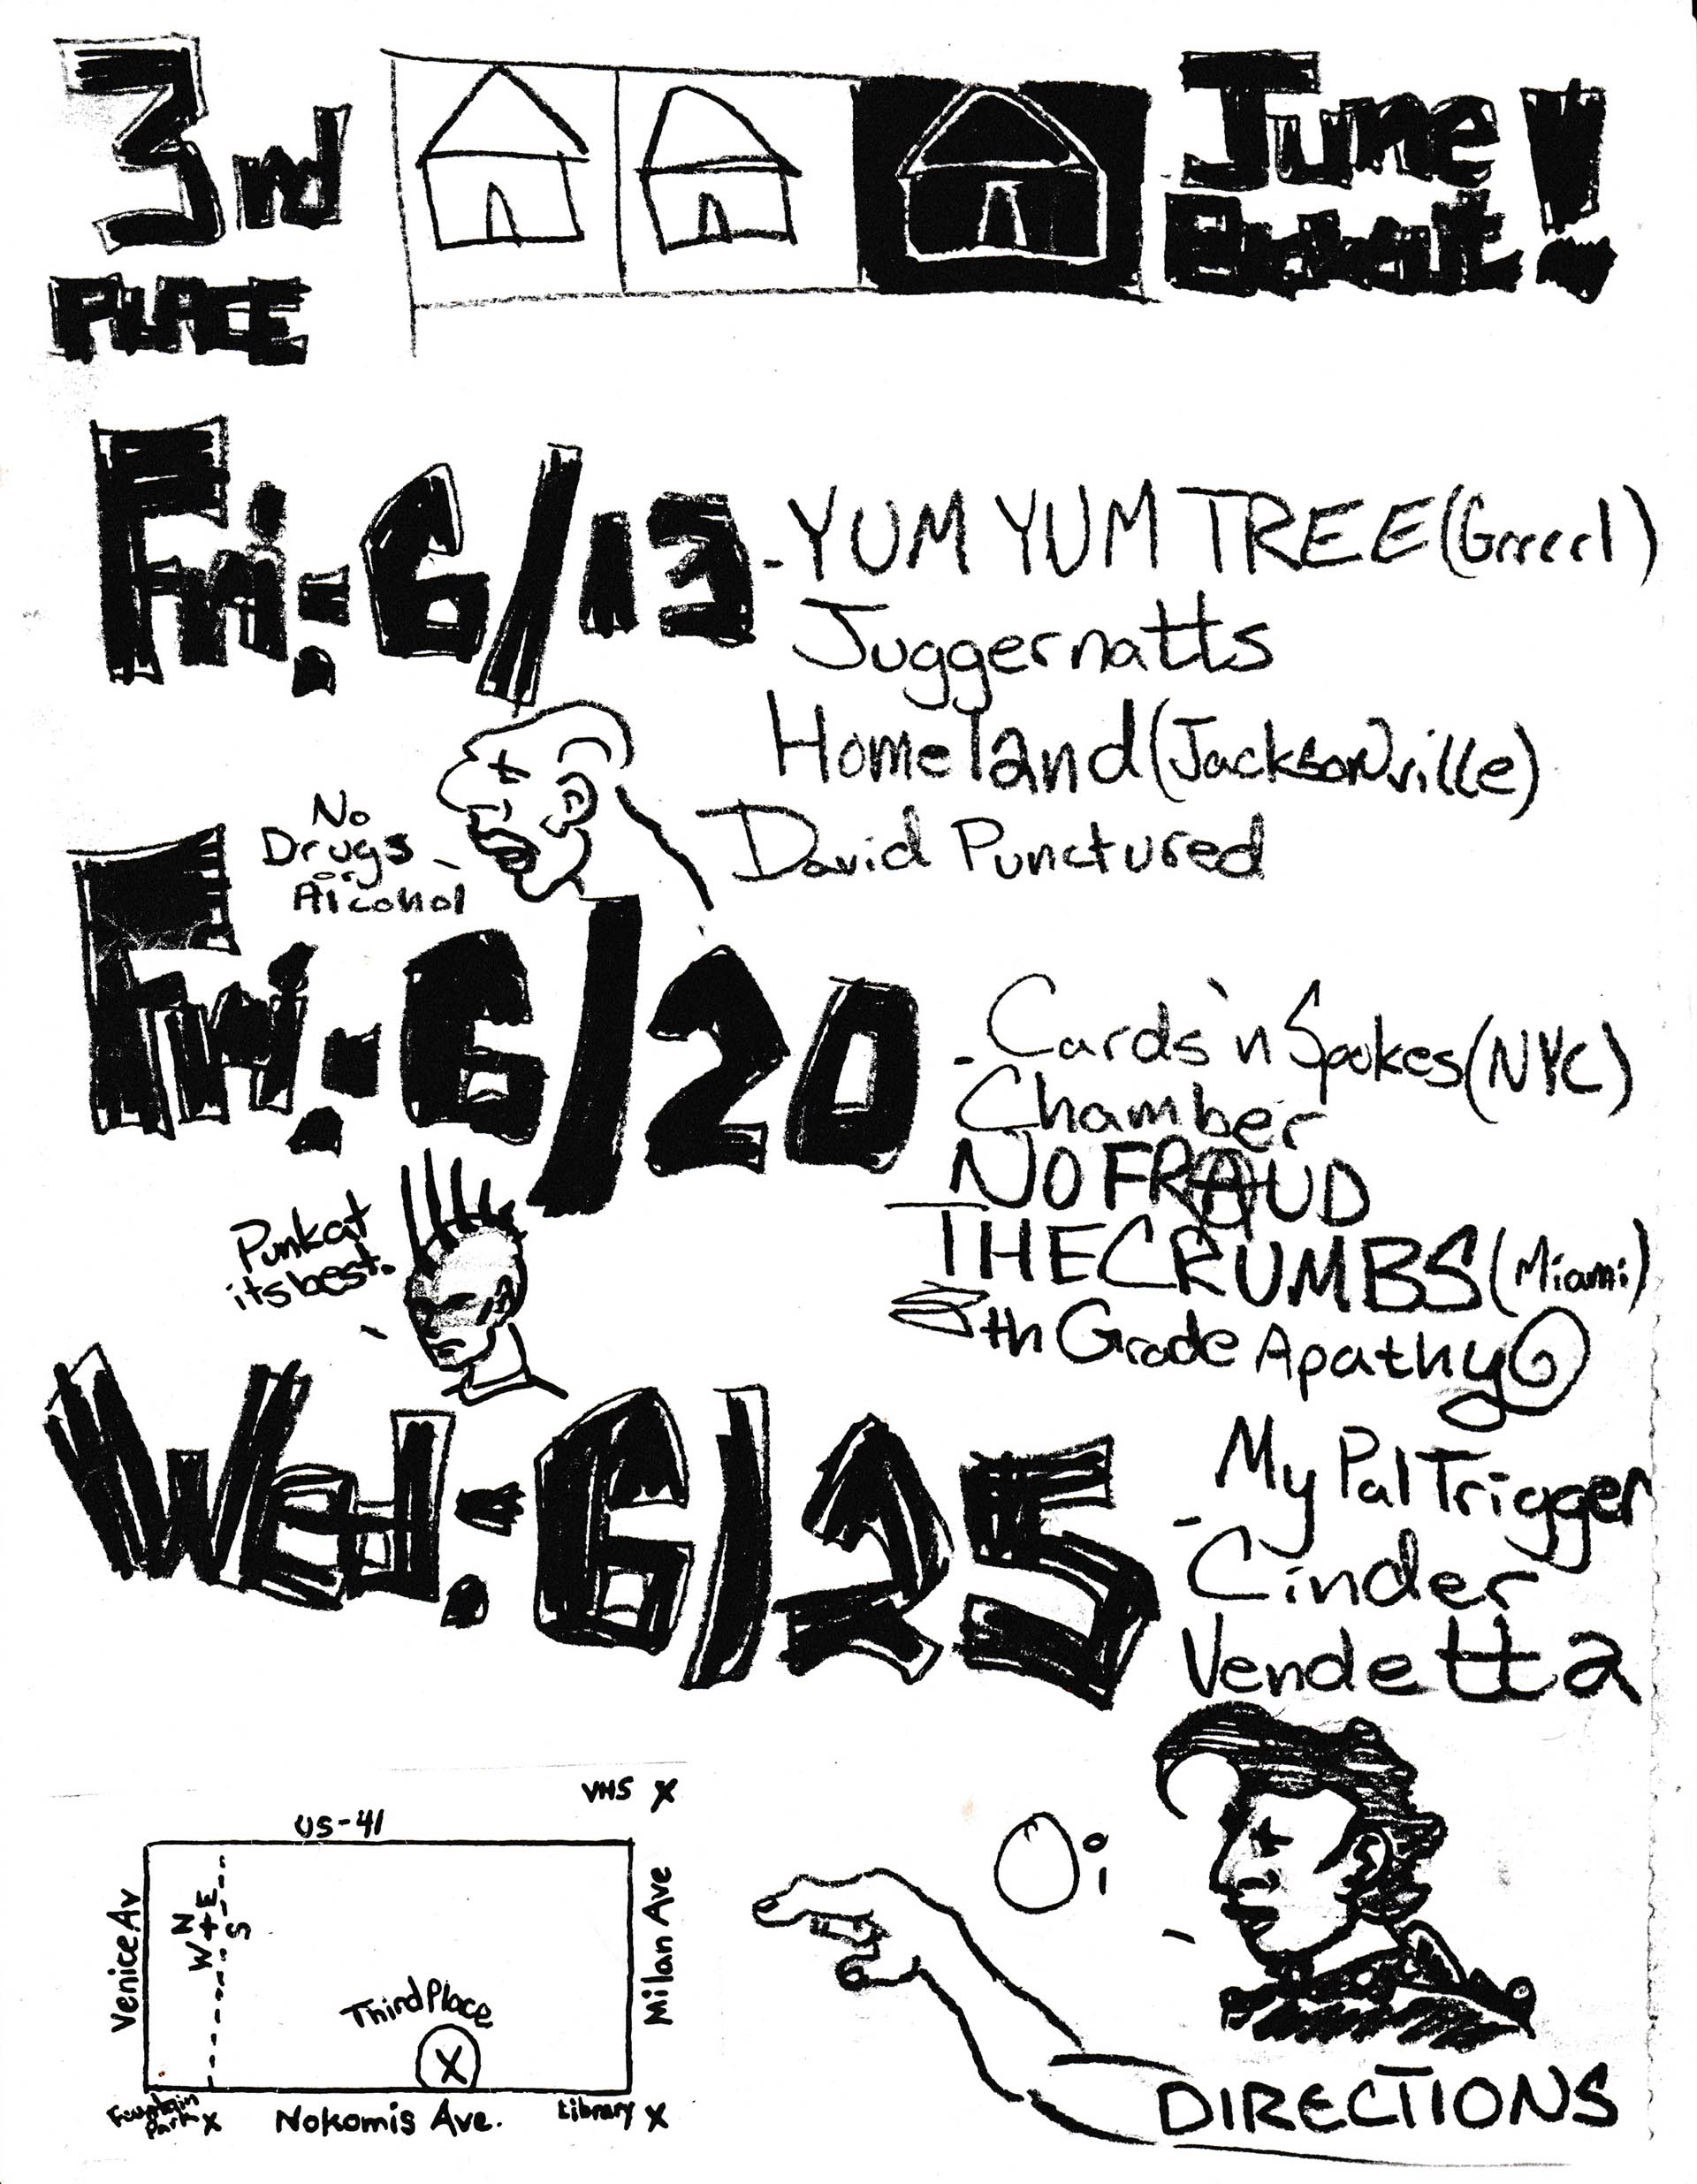 3rd
PLACE
June
!
Fri.-6/13
-YUM YUM TREE (Grrrrl)
Juggernatts
Homeland (Jacksonville)
David Punctured
No
Drugs
or
Alcohol
Fri.-6/20
-Cards 'n Spokes (NYC)
Chamber
NO FRAUD
THE CRUMBS (Miami)
5th Grade Apathy
Punk at
its best.
Wed.-6/25
-My Pal Trigger
Cinder
Vendetta
Oi
DIRECTIONS
VHS X
US-41
Venice Av
N
W+E
S
Milan Ave
Third Place
X
Fountain
Park X
Nokomis Ave.
Library X